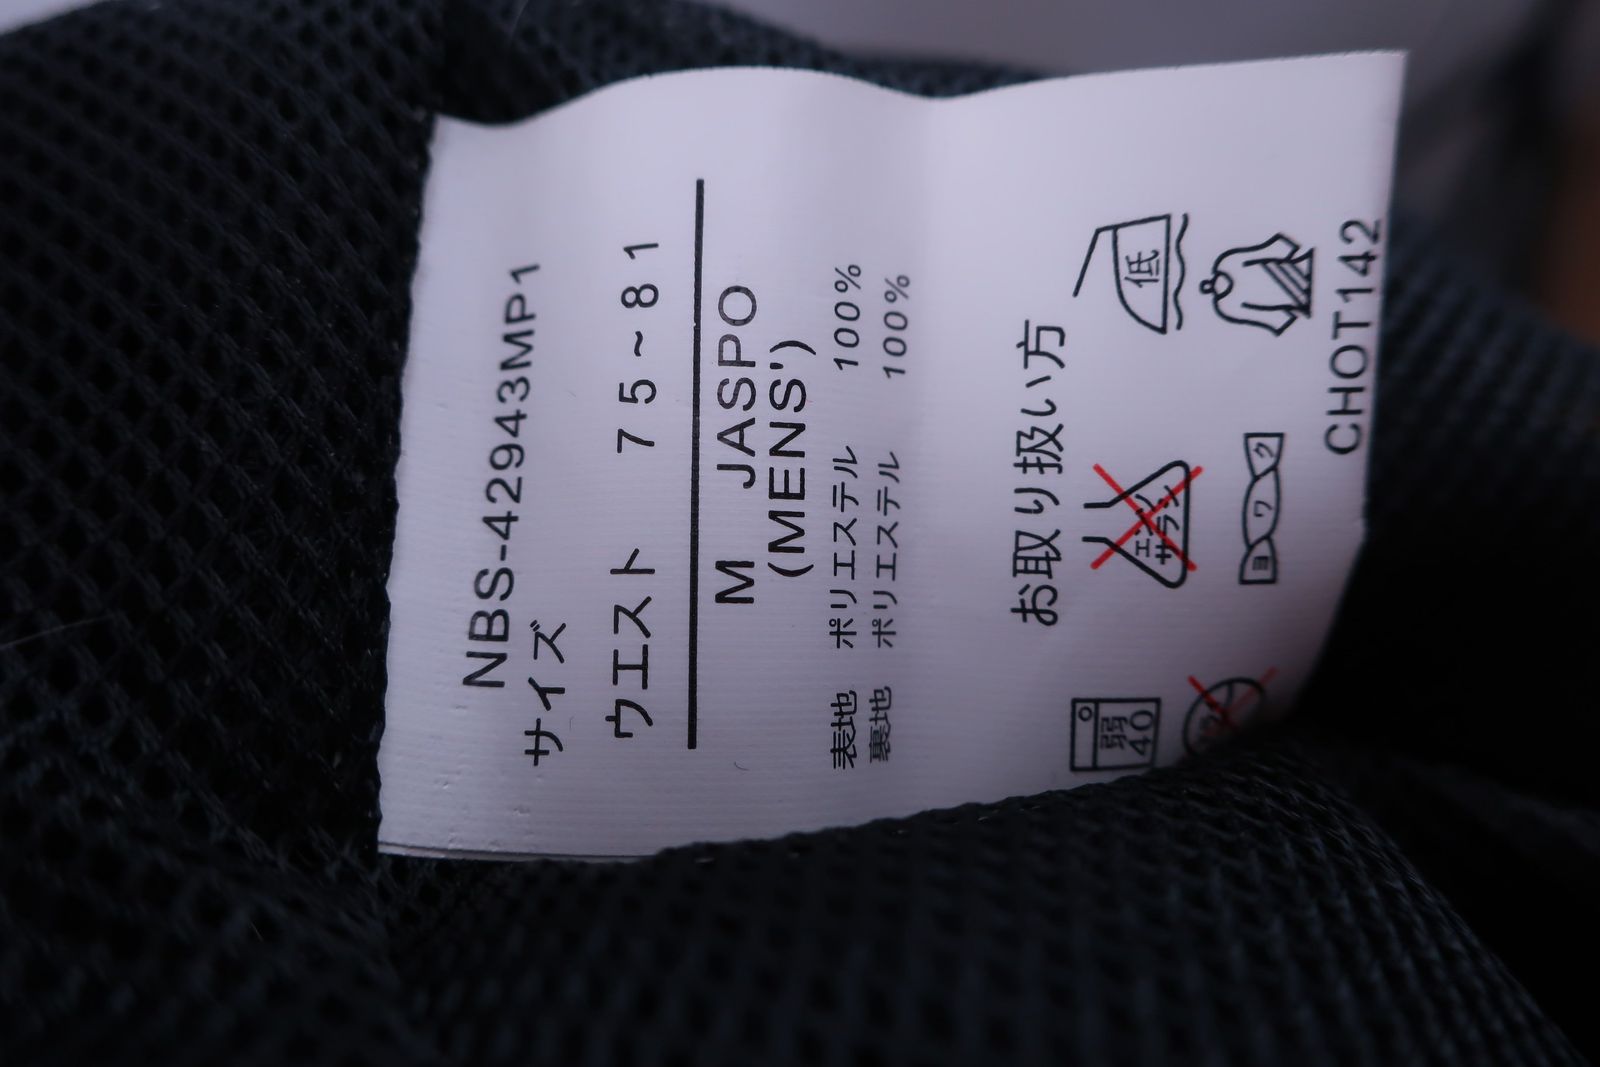 NBS-42943MP1
サイズ
ウエスト 75~81
M JASPO
(MENS')
表地 ポリエステル 100%
裏地 ポリエステル 100%
お取り扱い方
弱 40
エンソ サラシ
低
ヨワク
CHOT142